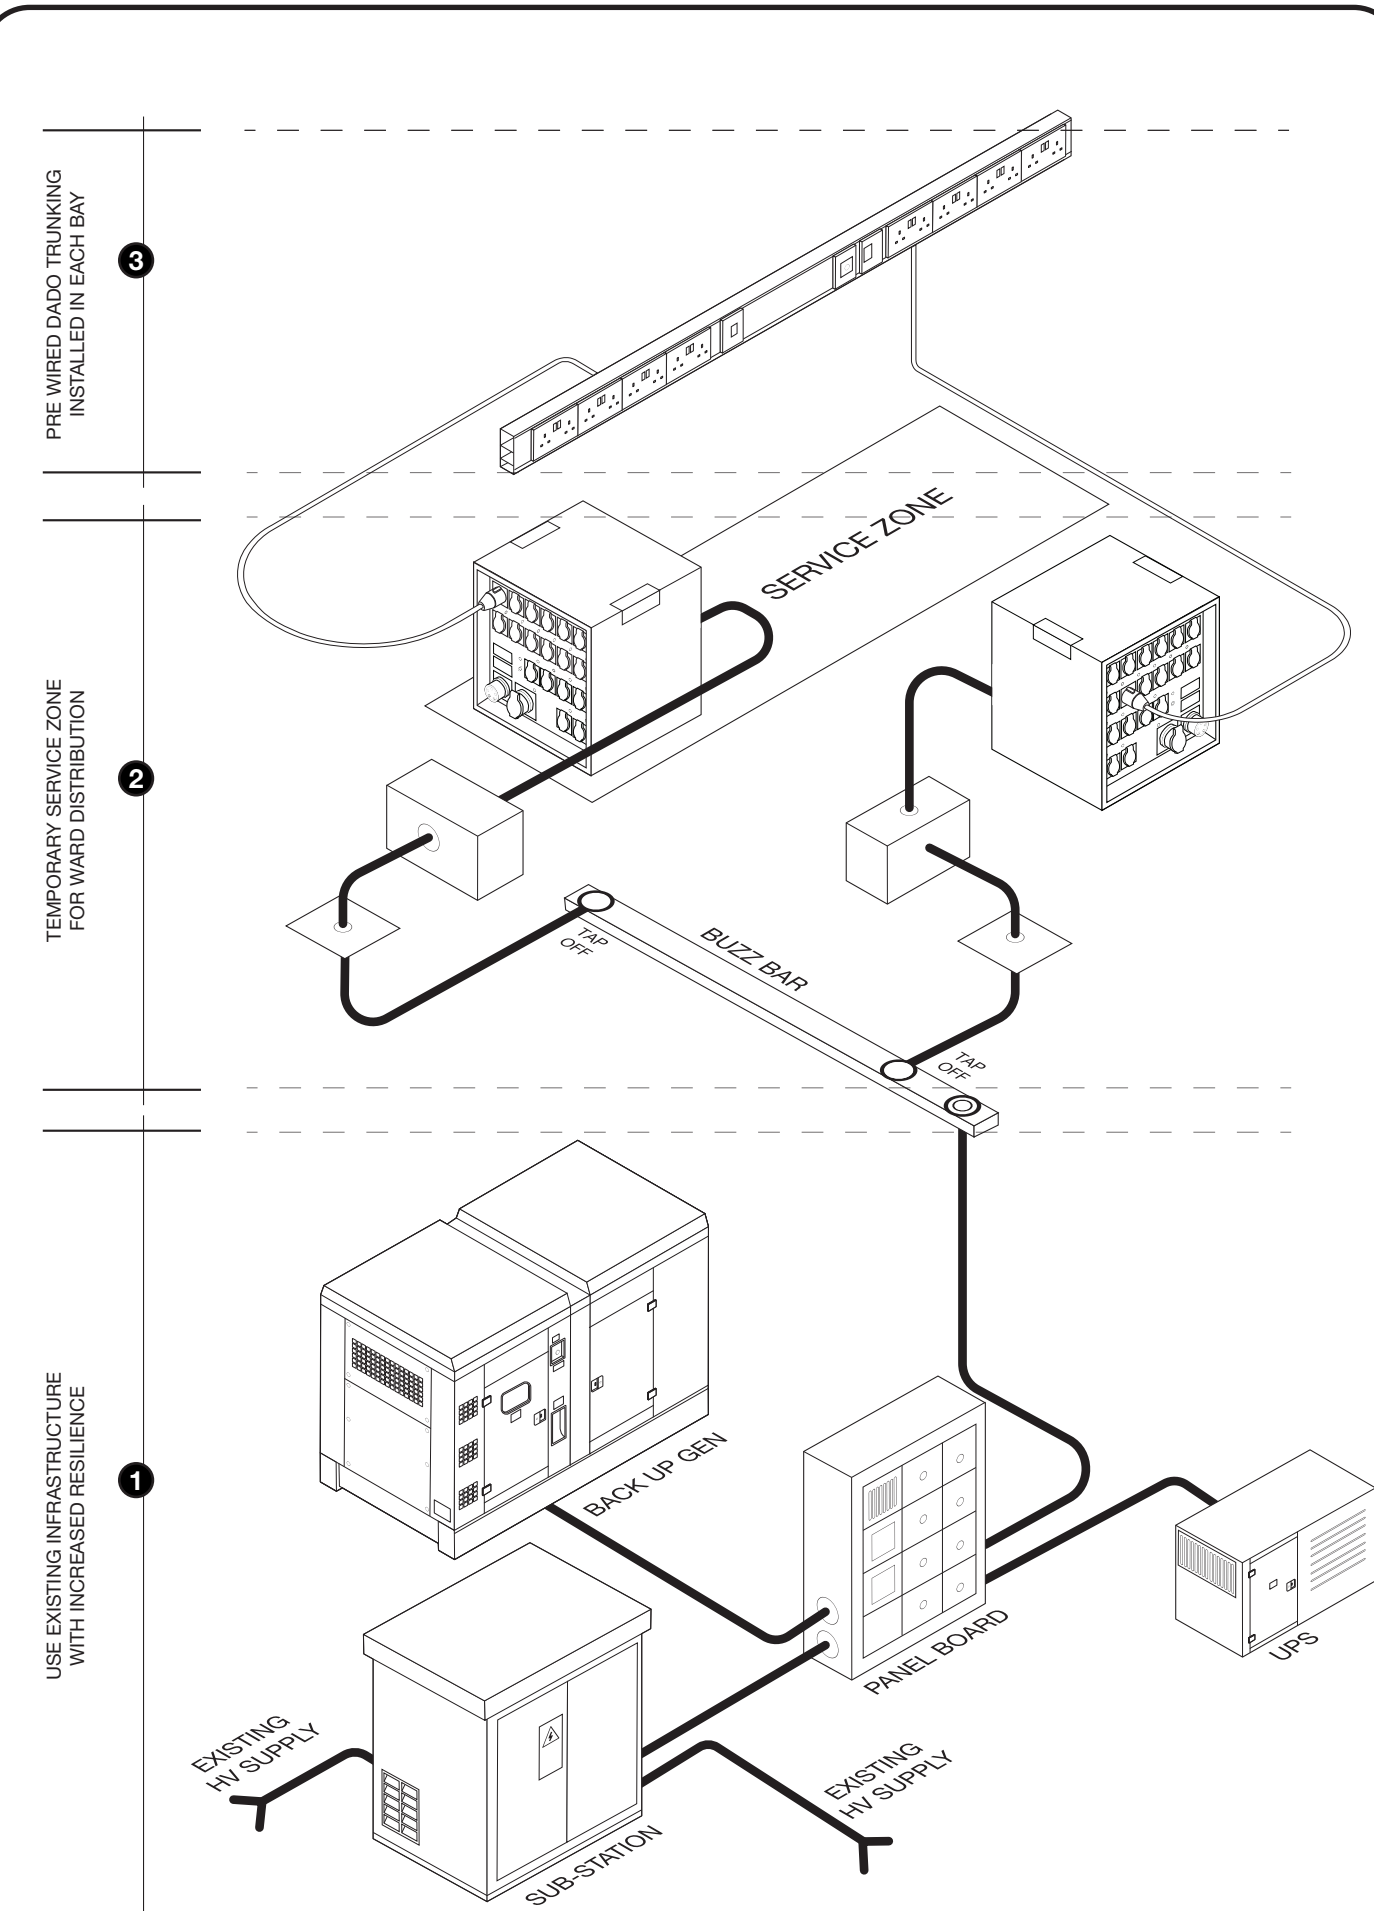 PRE WIRED DADO TRUNKING
INSTALLED IN EACH BAY
3
SERVICE ZONE
TEMPORARY SERVICE ZONE
FOR WARD DISTRIBUTION
2
TAP
OFF
BUZZ BAR
TAP
OFF
USE EXISTING INFRASTRUCTURE
WITH INCREASED RESILIENCE
1
BACK UP GEN
PANEL BOARD
UPS
EXISTING
HV SUPPLY
EXISTING
HV SUPPLY
SUB-STATION